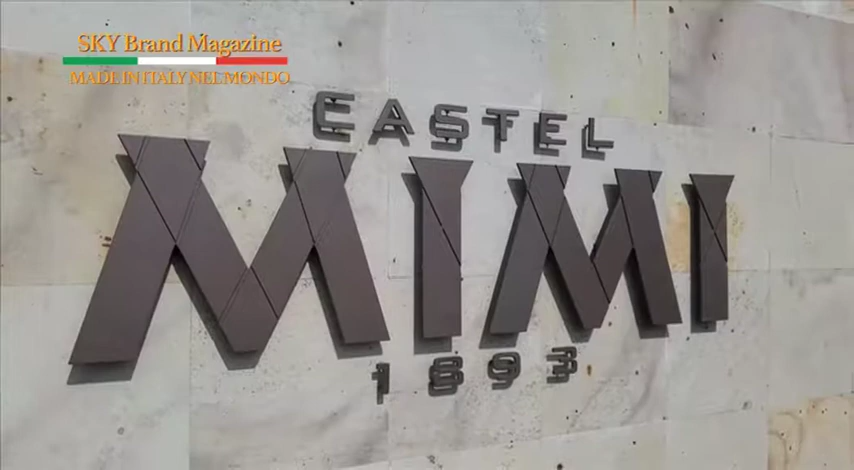 SKY Brand Magazine
MADE IN ITALY NEL MONDO
CASTEL
MIMI
1893